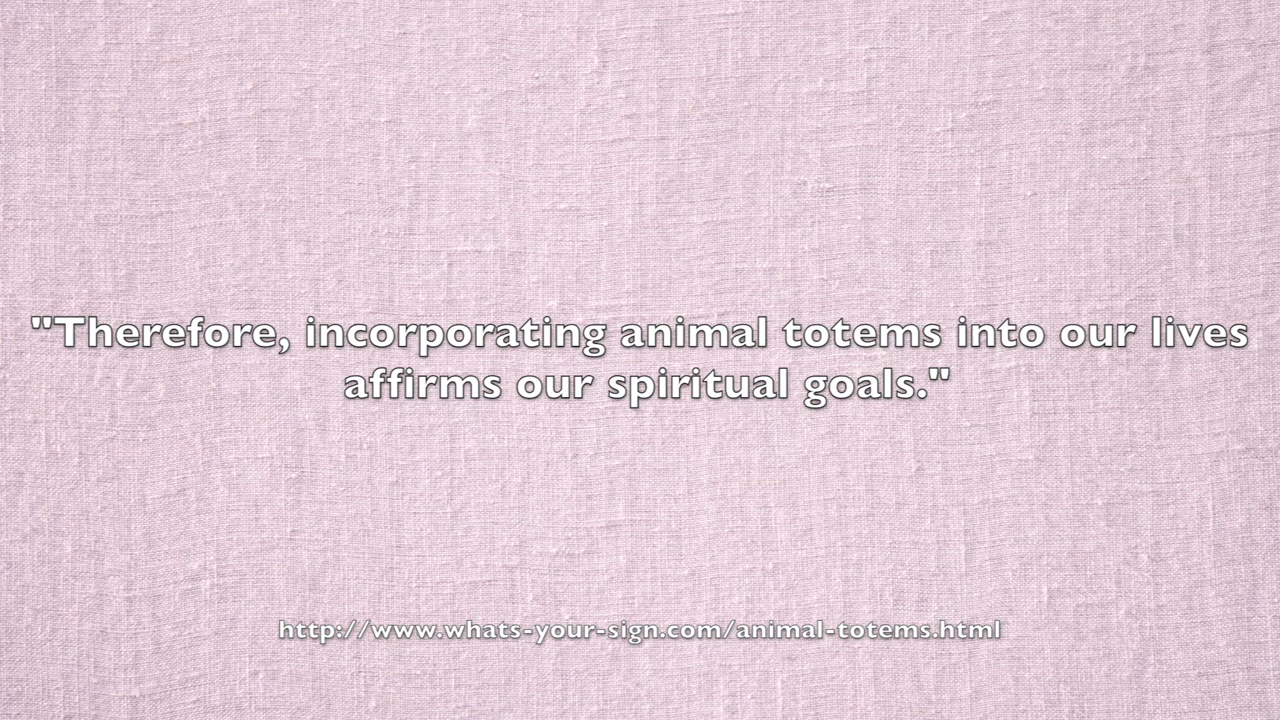 "Therefore, incorporating animal totems into our lives
affirms our spiritual goals."
http://www.whats-your-sign.com/animal-totems.html